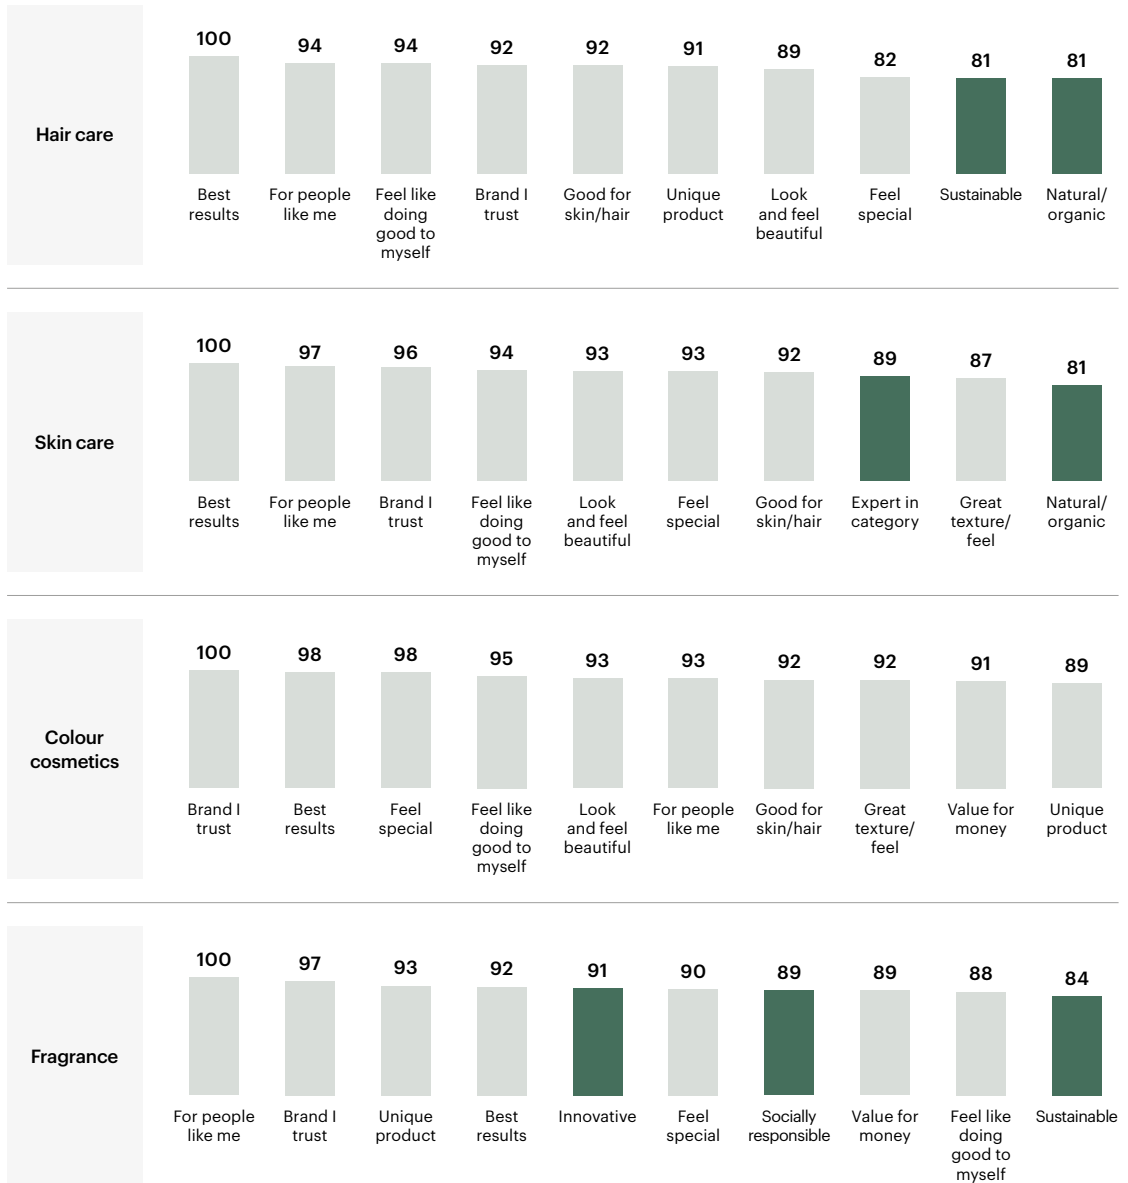 100 94 94 92 92 91 89 82 81 81
Hair care
Best For people Feel like Brand I Good for Unique Look Feel Sustainable Natural/
results like me doing trust skin/hair product and feel special organic
good to beautiful
myself
100 97 96 94 93 93 92 89 87 81
Skin care
Best For people Brand I Feel like Look Feel Good for Expert in Great Natural/
results like me trust doing and feel special skin/hair category texture/ organic
good to beautiful feel
myself
100 98 98 95 93 93 92 92 91 89
Colour
cosmetics
Brand I Best Feel Feel like Look For people Good for Great Value for Unique
trust results special doing and feel like me skin/hair texture/ money product
good to beautiful feel
myself
100 97 93 92 91 90 89 89 88 84
Fragrance
For people Brand I Unique Best Innovative Feel Socially Value for Feel like Sustainable
like me trust product results special responsible money doing
good to
myself